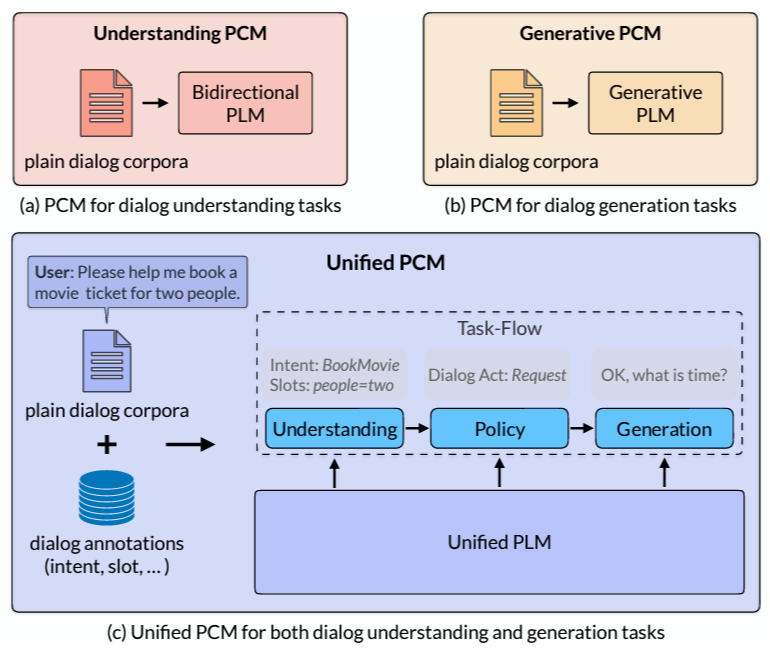 Understanding PCM
Bidirectional
PLM
plain dialog corpora
(a) PCM for dialog understanding tasks
Generative PCM
Generative
PLM
plain dialog corpora
(b) PCM for dialog generation tasks
Unified PCM
User: Please help me book a
movie ticket for two people.
plain dialog corpora
+
dialog annotations
(intent, slot, ... )
Task-Flow
Intent: BookMovie
Slots: people=two
Dialog Act: Request
OK, what is time?
Understanding
Policy
Generation
Unified PLM
(c) Unified PCM for both dialog understanding and generation tasks